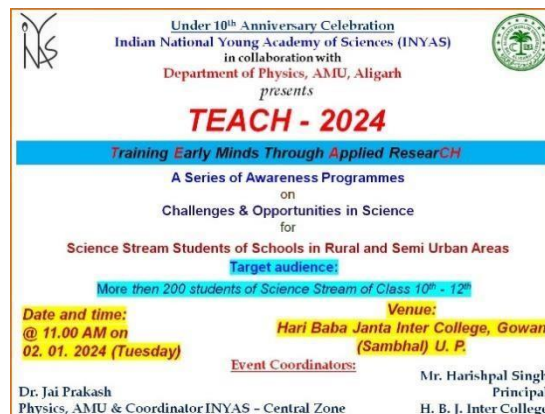 INYAS
Under 10th Anniversary Celebration
Indian National Young Academy of Sciences (INYAS)
in collaboration with
Department of Physics, AMU, Aligarh
presents
TEACH - 2024
Training Early Minds Through Applied ResearCH
A Series of Awareness Programmes
on
Challenges & Opportunities in Science
for
Science Stream Students of Schools in Rural and Semi Urban Areas
Target audience:
More then 200 students of Science Stream of Class 10th - 12th
Date and time:
@ 11.00 AM on
02. 01. 2024 (Tuesday)
Venue:
Hari Baba Janta Inter College, Gowan
(Sambhal) U. P.
Event Coordinators:
Dr. Jai Prakash
Physics, AMU & Coordinator INYAS – Central Zone
Mr. Harishpal Singh
Principal
H. B. J. Inter College